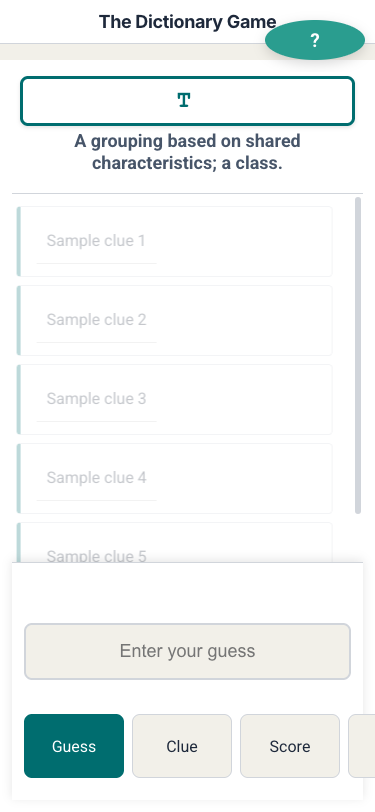 The Dictionary Game
?
T
A grouping based on shared
characteristics; a class.
Sample clue 1
Sample clue 2
Sample clue 3
Sample clue 4
Sample clue 5
Enter your guess
Guess
Clue
Score